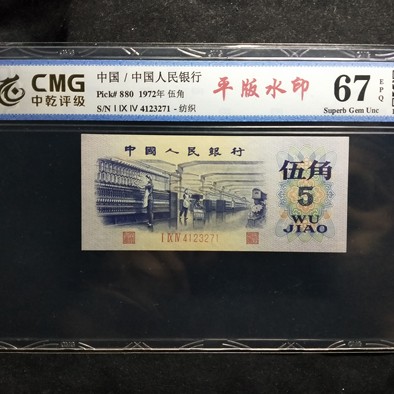 CMG
中乾评级
中国 / 中国人民银行
Pick# 880 1972年 伍角
S/N I IX IV 4123271 - 纺织
平版水印
67
EPQ
Superb Gem Unc
中国人民银行
伍角
5
WU
JIAO
I IX IV 4123271